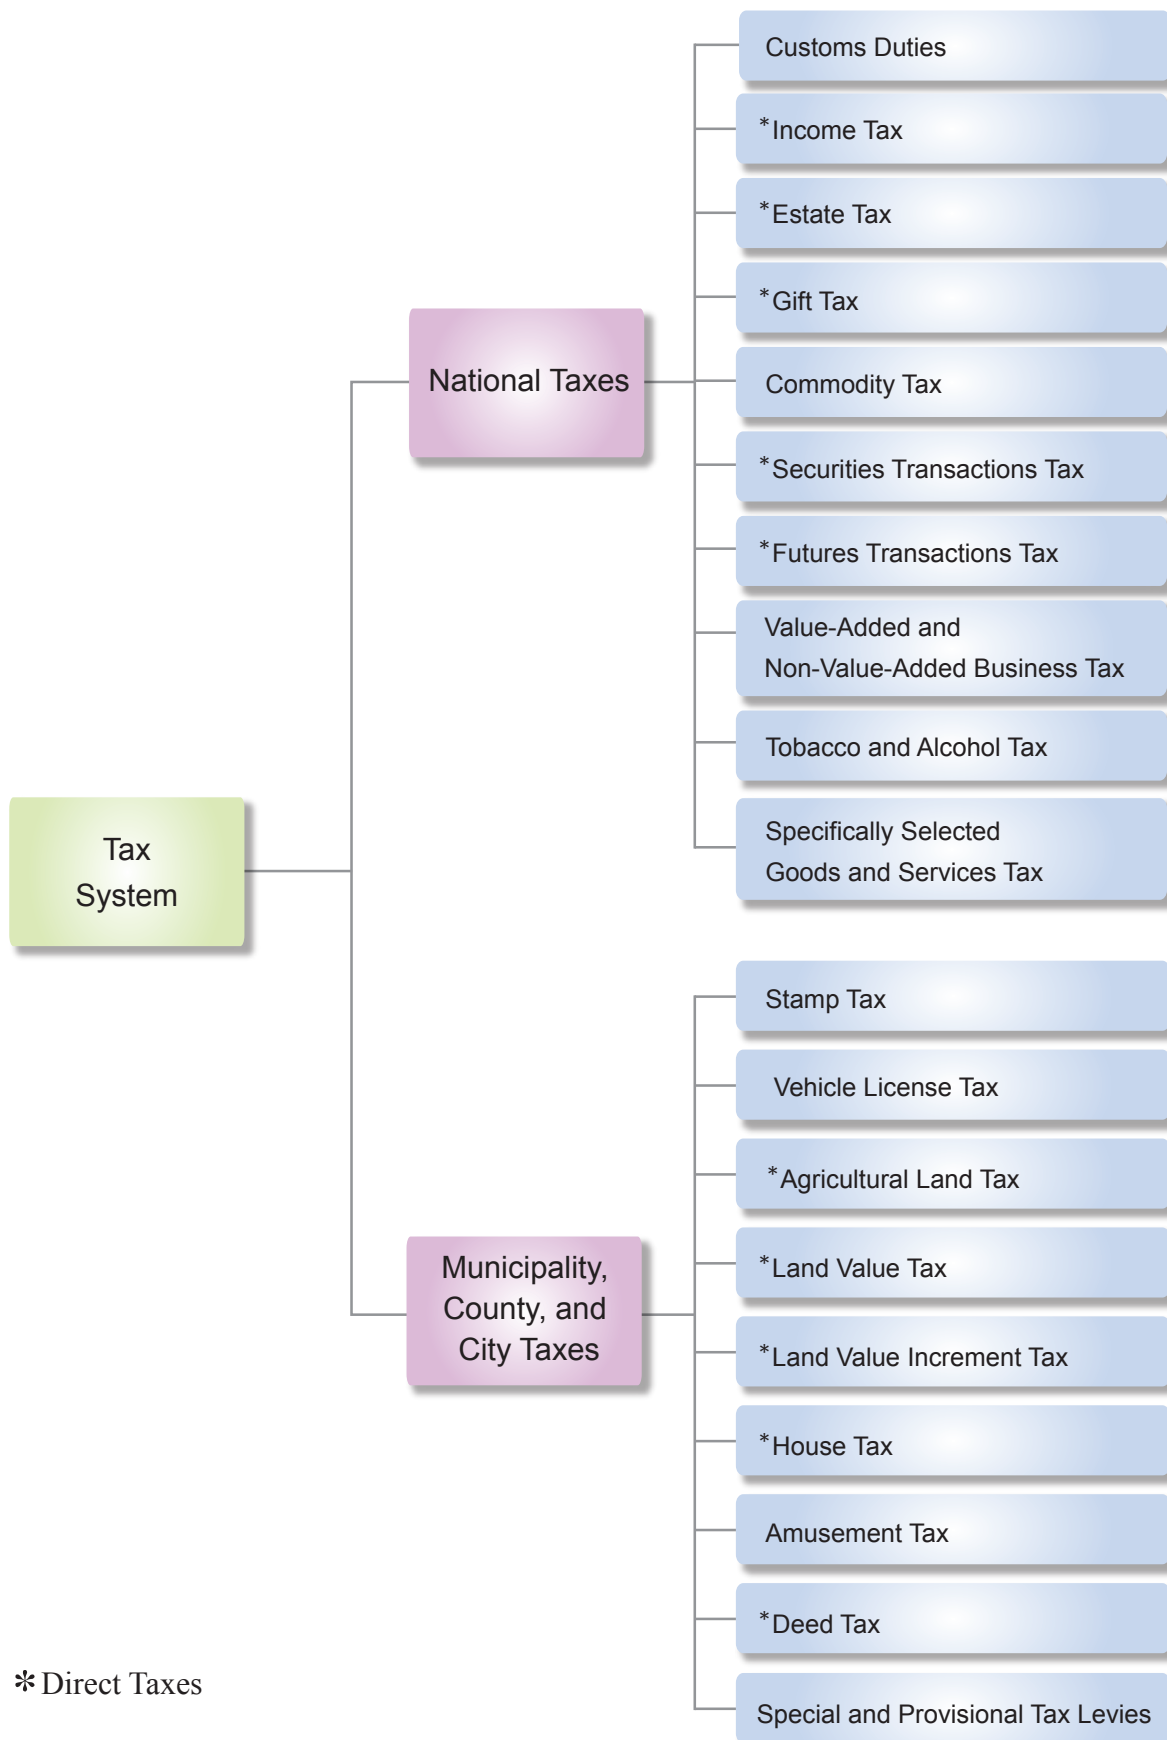 Customs Duties
*Income Tax
*Estate Tax
*Gift Tax
National Taxes
Commodity Tax
*Securities Transactions Tax
*Futures Transactions Tax
Value-Added and
Non-Value-Added Business Tax
Tobacco and Alcohol Tax
Specifically Selected
Goods and Services Tax
Tax
System
Stamp Tax
Vehicle License Tax
*Agricultural Land Tax
Municipality,
County, and
City Taxes
*Land Value Tax
*Land Value Increment Tax
*House Tax
Amusement Tax
*Deed Tax
Special and Provisional Tax Levies
*Direct Taxes